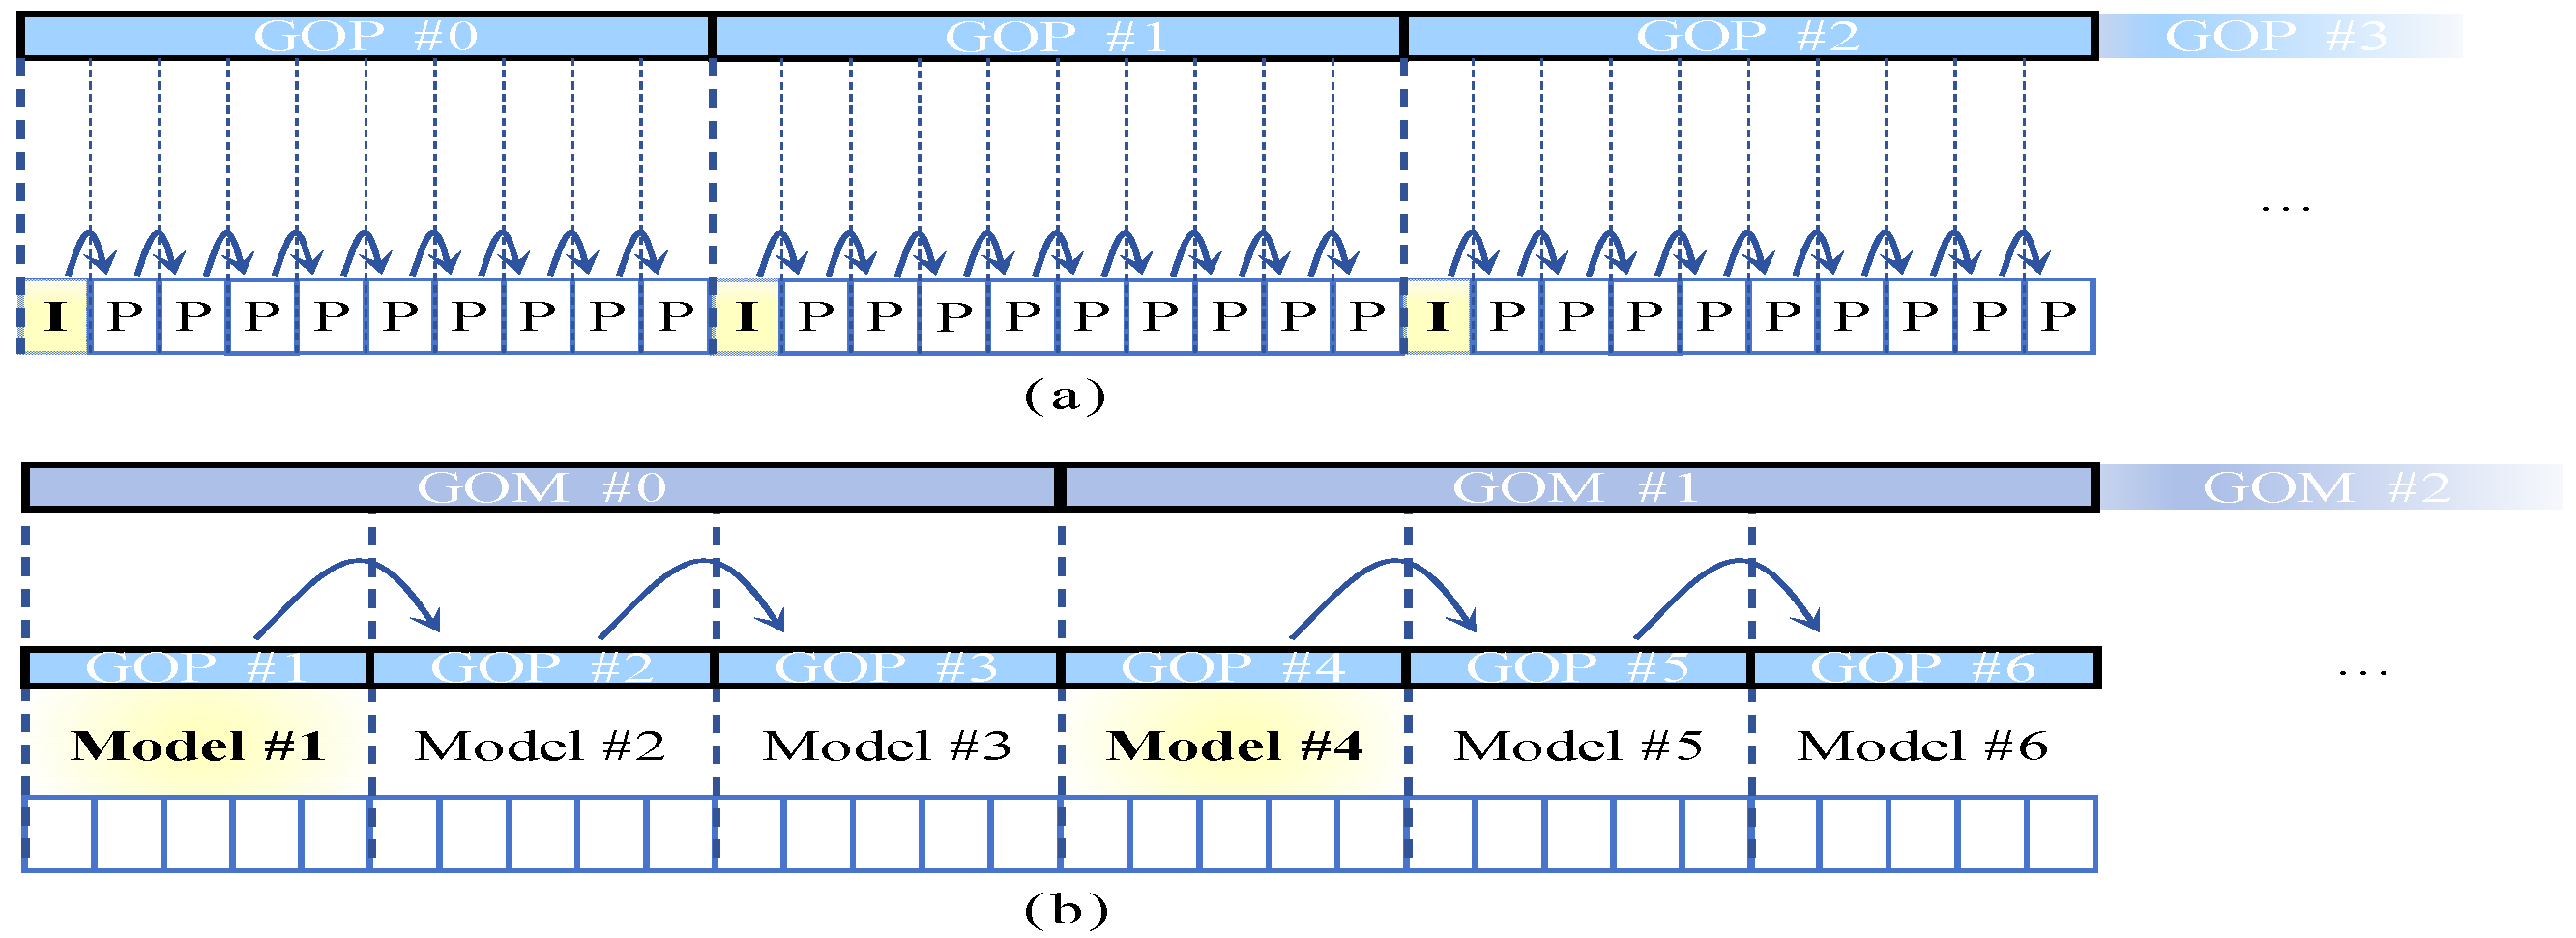 GOP #0 GOP #1 GOP #2 GOP #3
...
I P P P P P P P P P I P P P P P P P P P I P P P P P P P P P
(a)
GOM #0 GOM #1 GOM #2
GOP #1 GOP #2 GOP #3 GOP #4 GOP #5 GOP #6
...
Model #1 Model #2 Model #3 Model #4 Model #5 Model #6
(b)